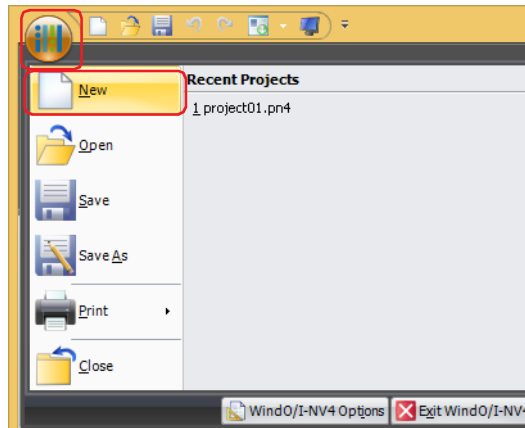 Recent Projects
New
1 project01.pn4
Open
Save
Save As
Print
Close
WindO/I-NV4 Options
Exit WindO/I-NV4